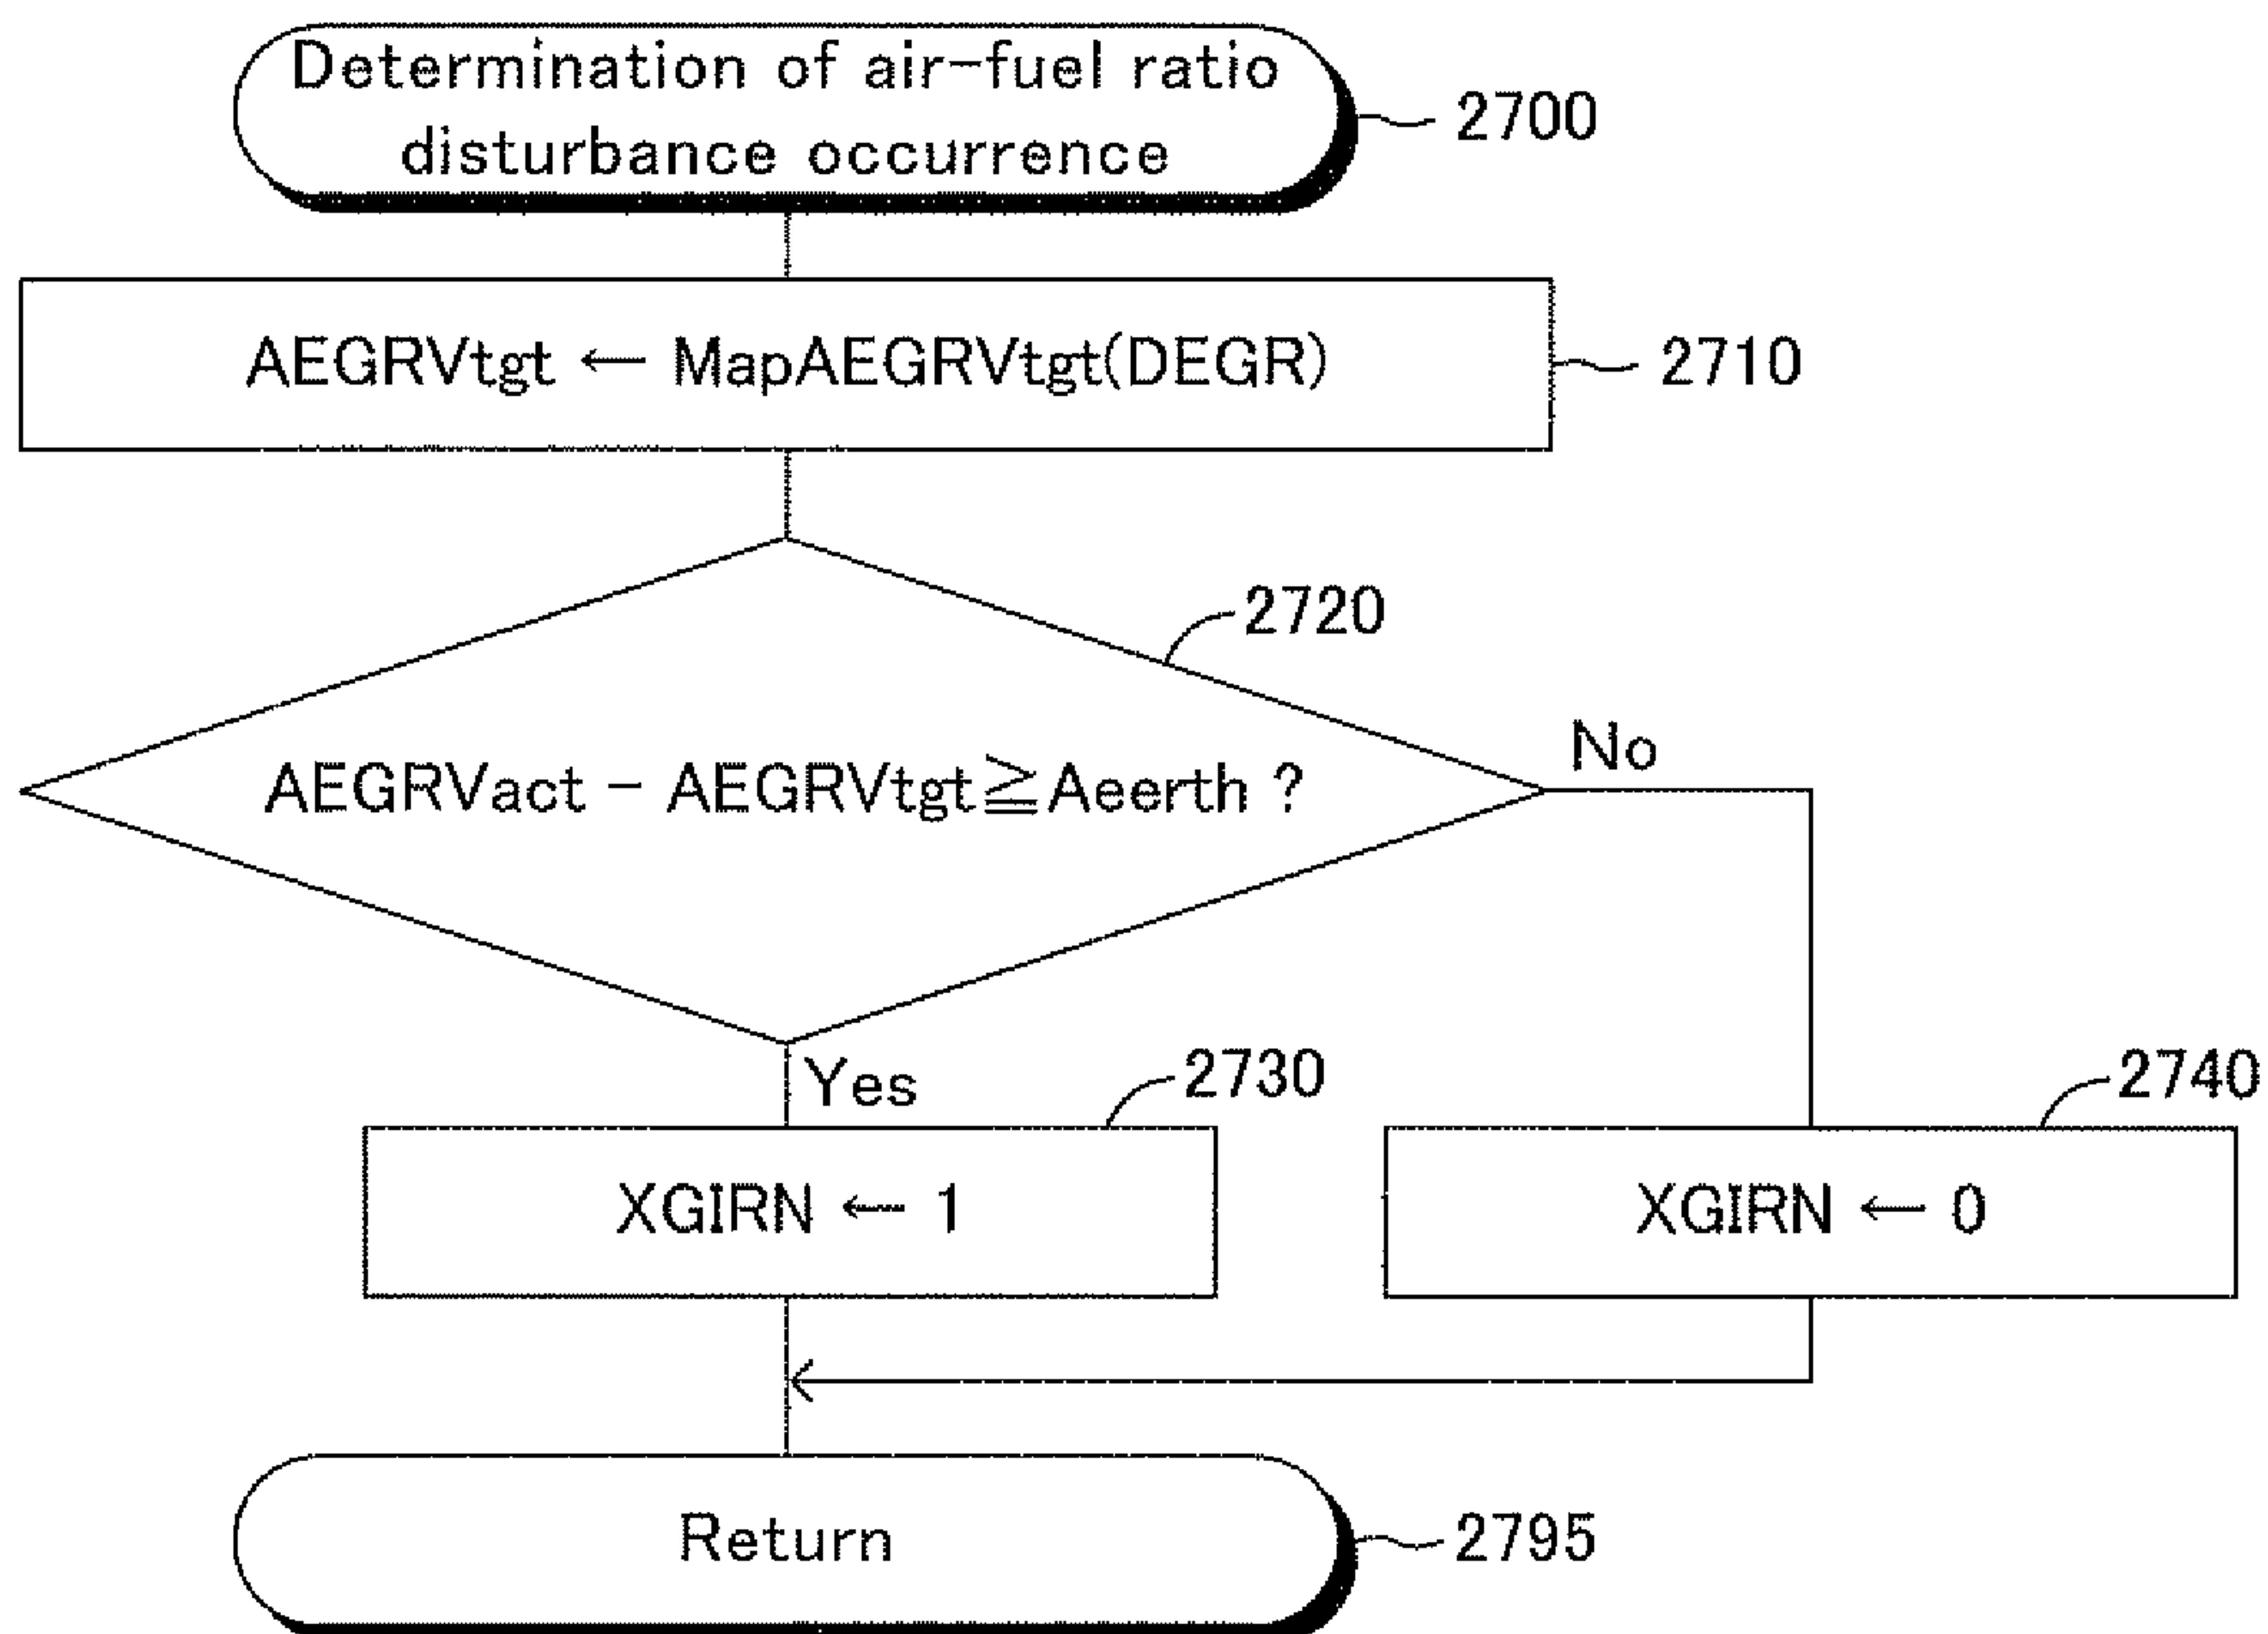 Determination of air-fuel ratio
disturbance occurrence
2700
AEGRVtgt ← MapAEGRVtgt(DEGR)
2710
2720
AEGRVact − AEGRVtgt≧Aeerth ?
No
Yes
2730
2740
XGIRN ← 1
XGIRN ← 0
Return
2795